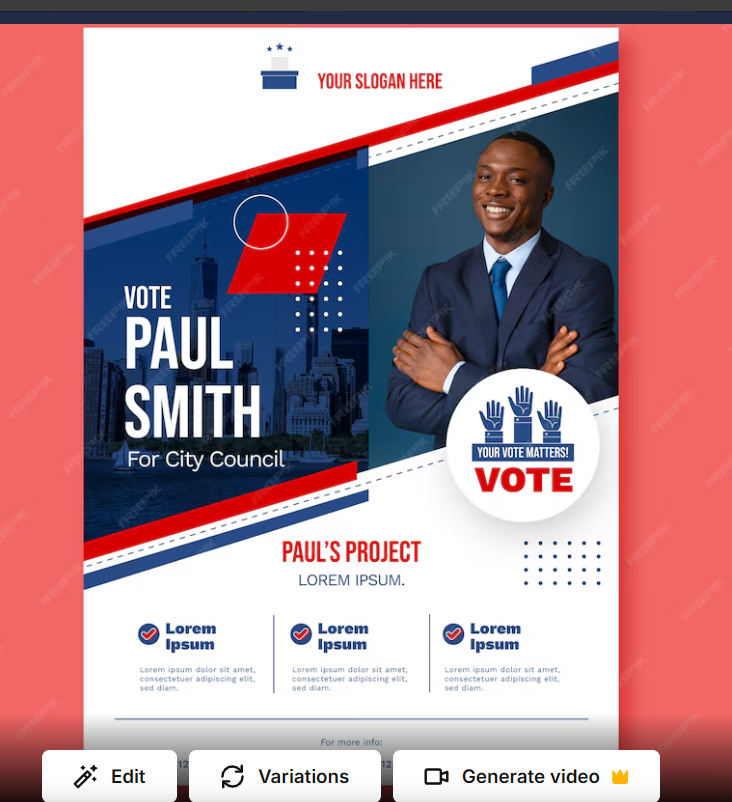 YOUR SLOGAN HERE
VOTE
PAUL
SMITH
For City Council
YOUR VOTE MATTERS!
VOTE
PAUL'S PROJECT
LOREM IPSUM.
Lorem
Ipsum
Lorem ipsum dolor sit amet,
consectetuer adipiscing elit,
sed diam.
Lorem
Ipsum
Lorem ipsum dolor sit amet,
consectetuer adipiscing elit,
sed diam.
Lorem
Ipsum
Lorem ipsum dolor sit amet,
consectetuer adipiscing elit,
sed diam.
For more info:
Edit
Variations
Generate video
FREEPIK